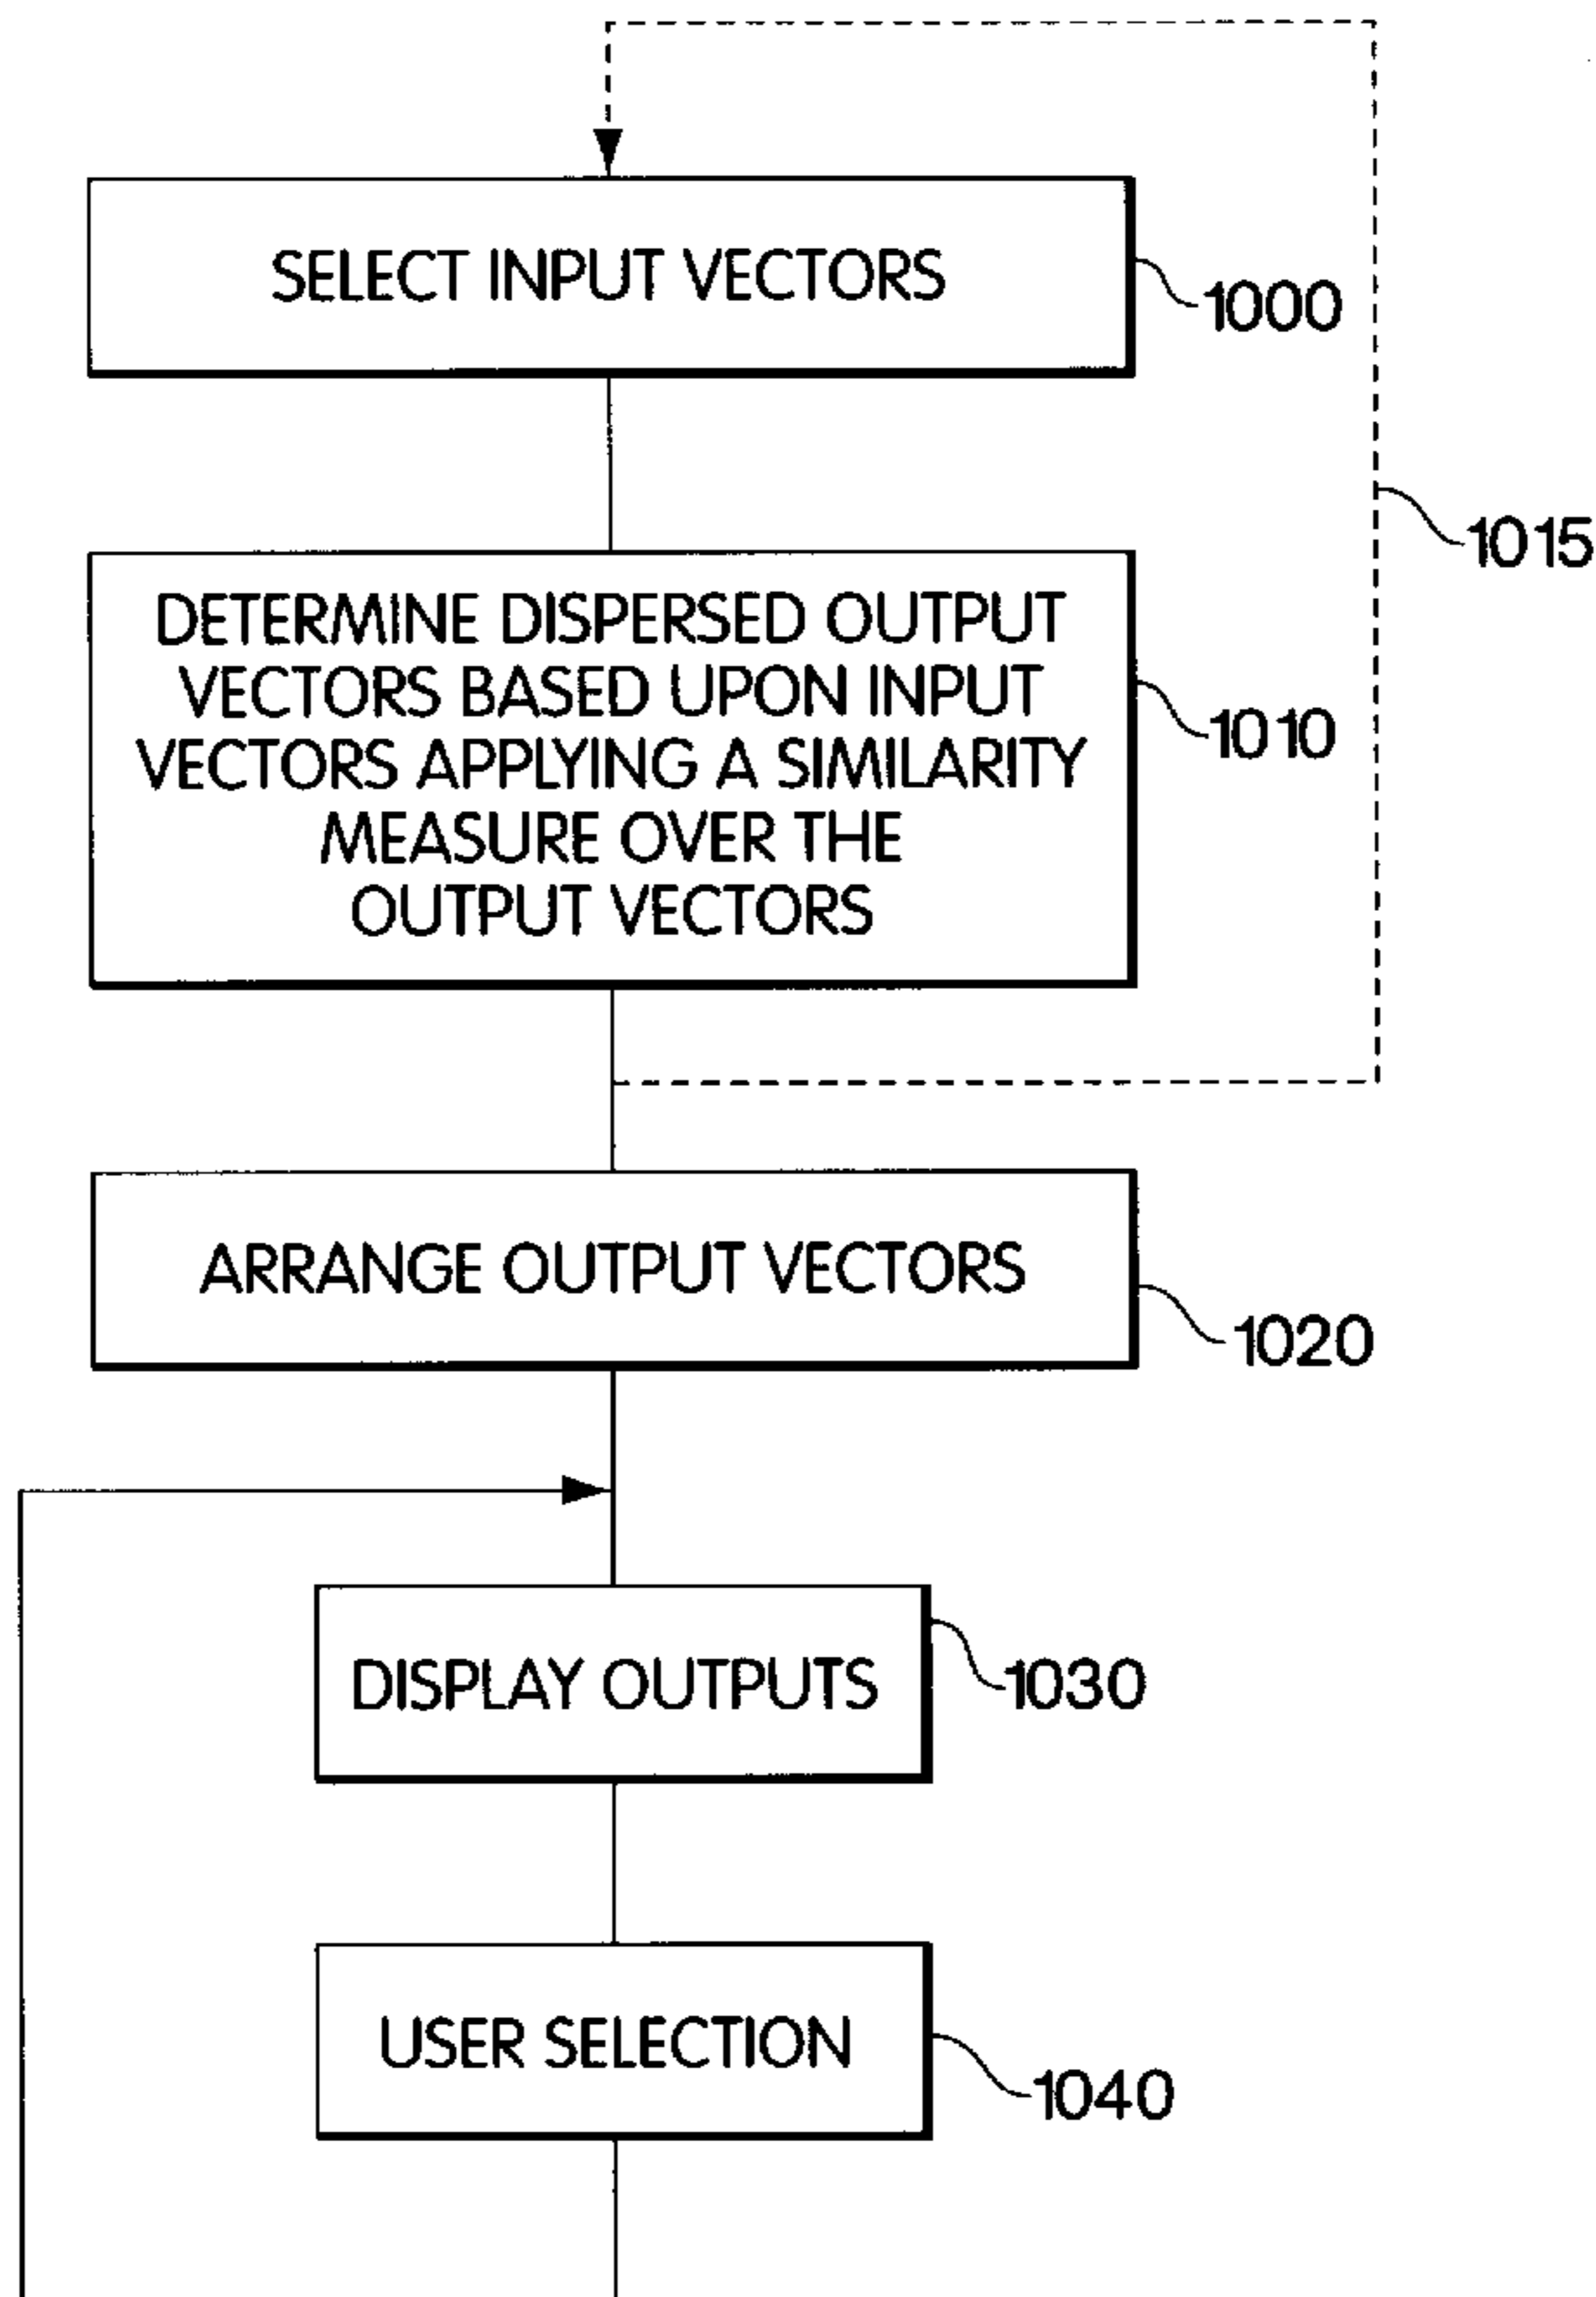 SELECT INPUT VECTORS
1000
1015
DETERMINE DISPERSED OUTPUT
VECTORS BASED UPON INPUT
VECTORS APPLYING A SIMILARITY
MEASURE OVER THE
OUTPUT VECTORS
1010
ARRANGE OUTPUT VECTORS
1020
DISPLAY OUTPUTS
1030
USER SELECTION
1040